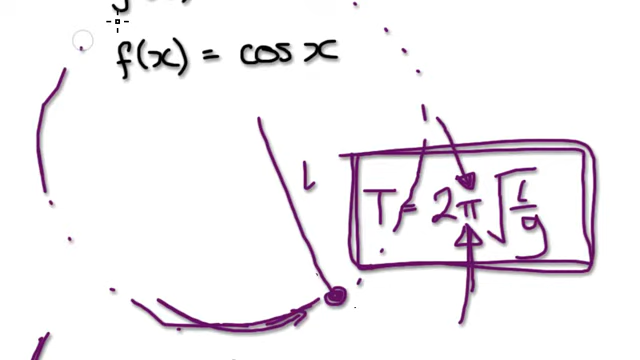 f(x) = cos x
L
T = 2π√(L/g)